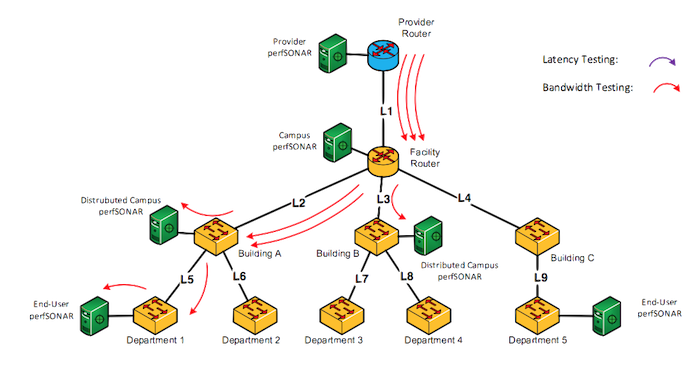 Provider
Router
Provider
perfSONAR
Latency Testing:
Bandwidth Testing:
L1
Campus
perfSONAR
Facility
Router
L2
L3
L4
Distrubuted Campus
perfSONAR
Building A
Building B
Distributed Campus
perfSONAR
Building C
L5
L6
L7
L8
L9
End-User
perfSONAR
End-User
perfSONAR
Department 1
Department 2
Department 3
Department 4
Department 5